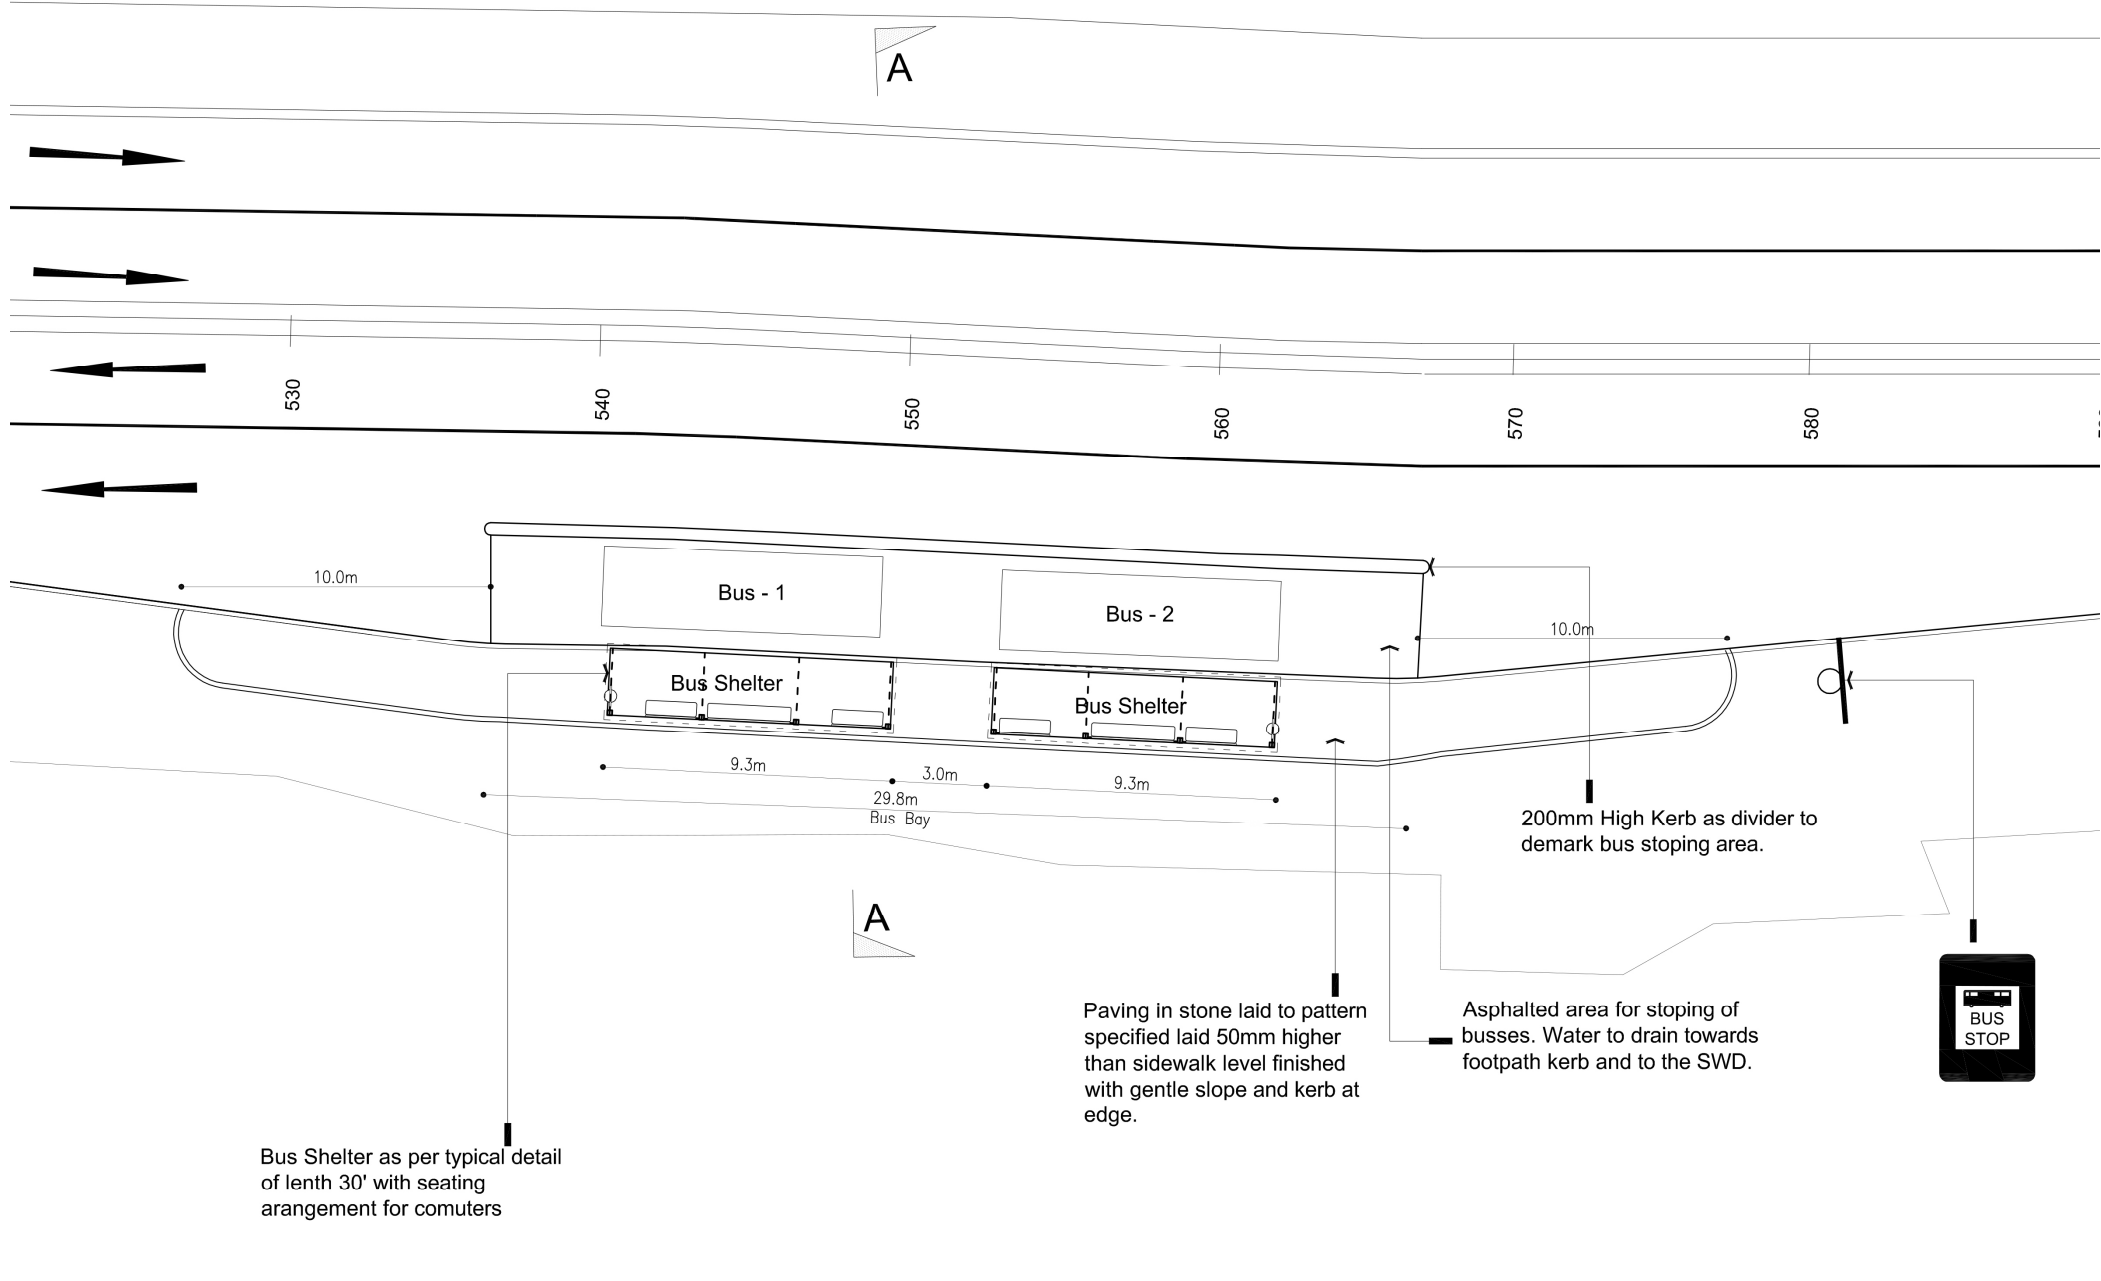 A
530
540
550
560
570
580
10.0m
Bus - 1
Bus - 2
10.0m
Bus Shelter
Bus Shelter
9.3m
3.0m
9.3m
29.8m
Bus Bay
200mm High Kerb as divider to
demark bus stoping area.
A
Paving in stone laid to pattern
specified laid 50mm higher
than sidewalk level finished
with gentle slope and kerb at
edge.
Asphalted area for stoping of
busses. Water to drain towards
footpath kerb and to the SWD.
BUS
STOP
Bus Shelter as per typical detail
of lenth 30' with seating
arangement for comuters